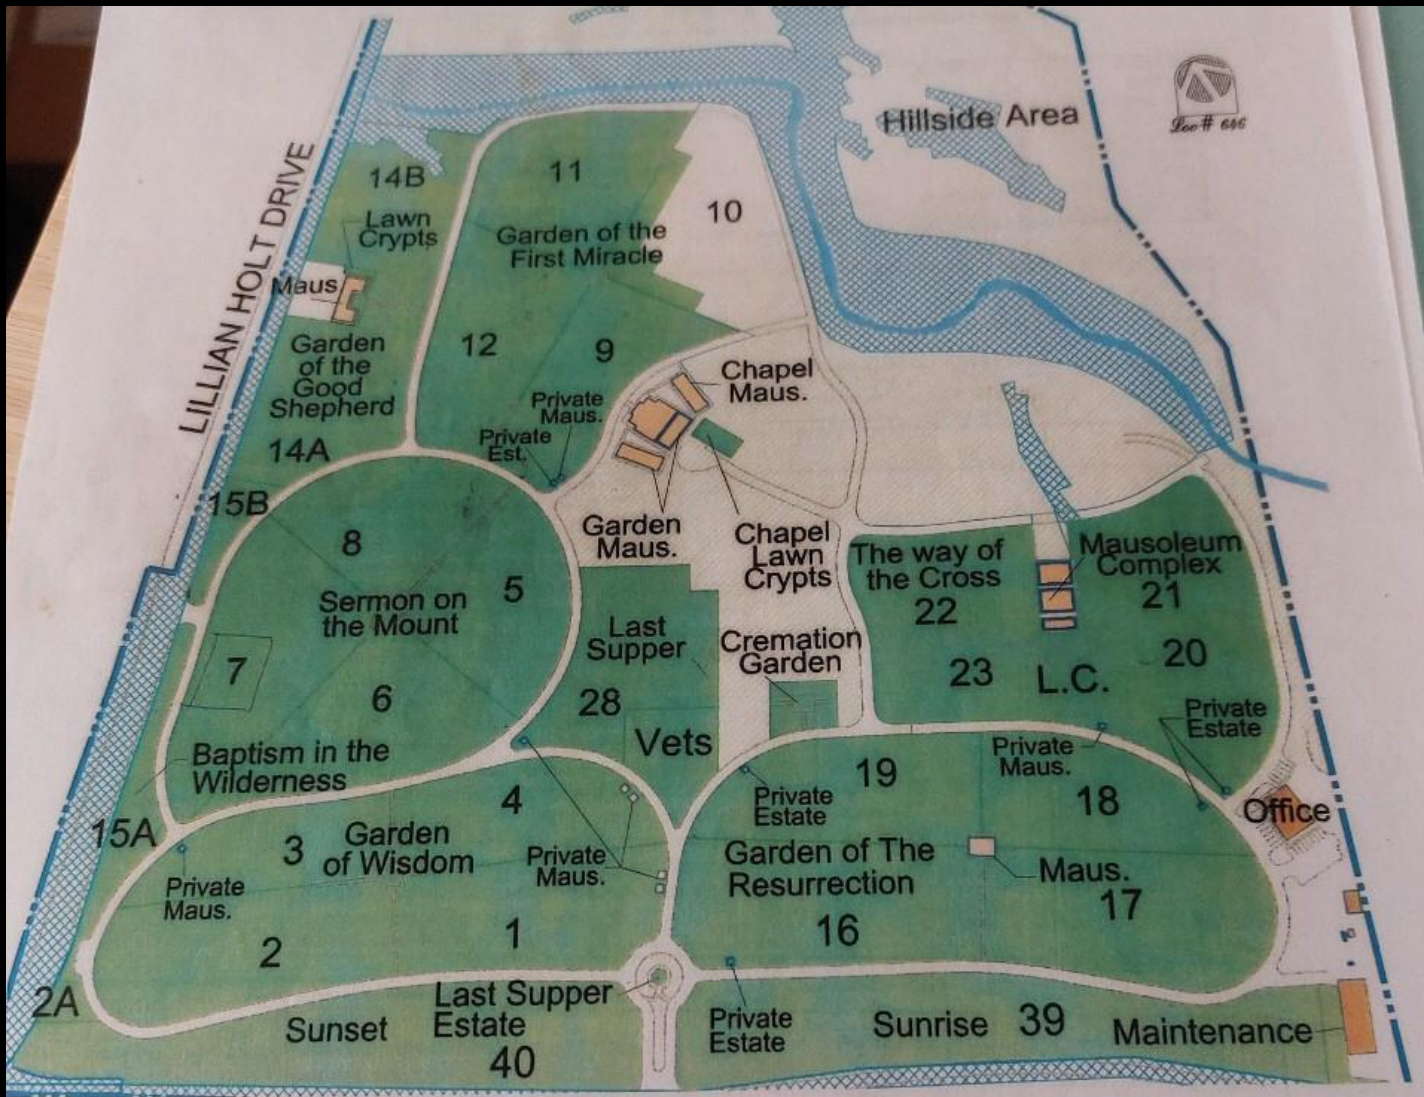 Hillside Area
Loc# 646
LILLIAN HOLT DRIVE
14B
11
10
Lawn
Crypts
Garden of the
First Miracle
Maus
12
9
Garden
of the
Good
Shepherd
Chapel
Maus.
Private
Maus.
Private
Est.
14A
15B
8
5
Garden
Maus.
Chapel
Lawn
Crypts
The way of
the Cross
22
Mausoleum
Complex
21
Sermon on
the Mount
Last
Supper
Cremation
Garden
7
6
28
23
L.C.
20
Private
Estate
Vets
Private
Maus.
Baptism in the
Wilderness
4
19
18
Private
Estate
Office
15A
3
Garden
of Wisdom
Private
Maus.
Garden of The
Resurrection
Maus.
17
Private
Maus.
2
1
16
2A
Last Supper
Estate
Sunset
40
Private
Estate
Sunrise
39
Maintenance